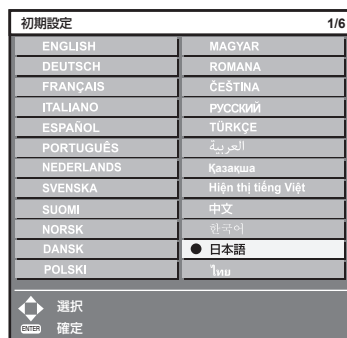 初期設定 1/6
ENGLISH
DEUTSCH
FRANÇAIS
ITALIANO
ESPAÑOL
PORTUGUÊS
NEDERLANDS
SVENSKA
SUOMI
NORSK
DANSK
POLSKI
MAGYAR
ROMANA
ČEŠTINA
РУССКИЙ
TÜRKÇE
العربية
Қазақша
Hiện thị tiếng Việt
中文
한국어
日本語
ไทย
選択
ENTER 確定